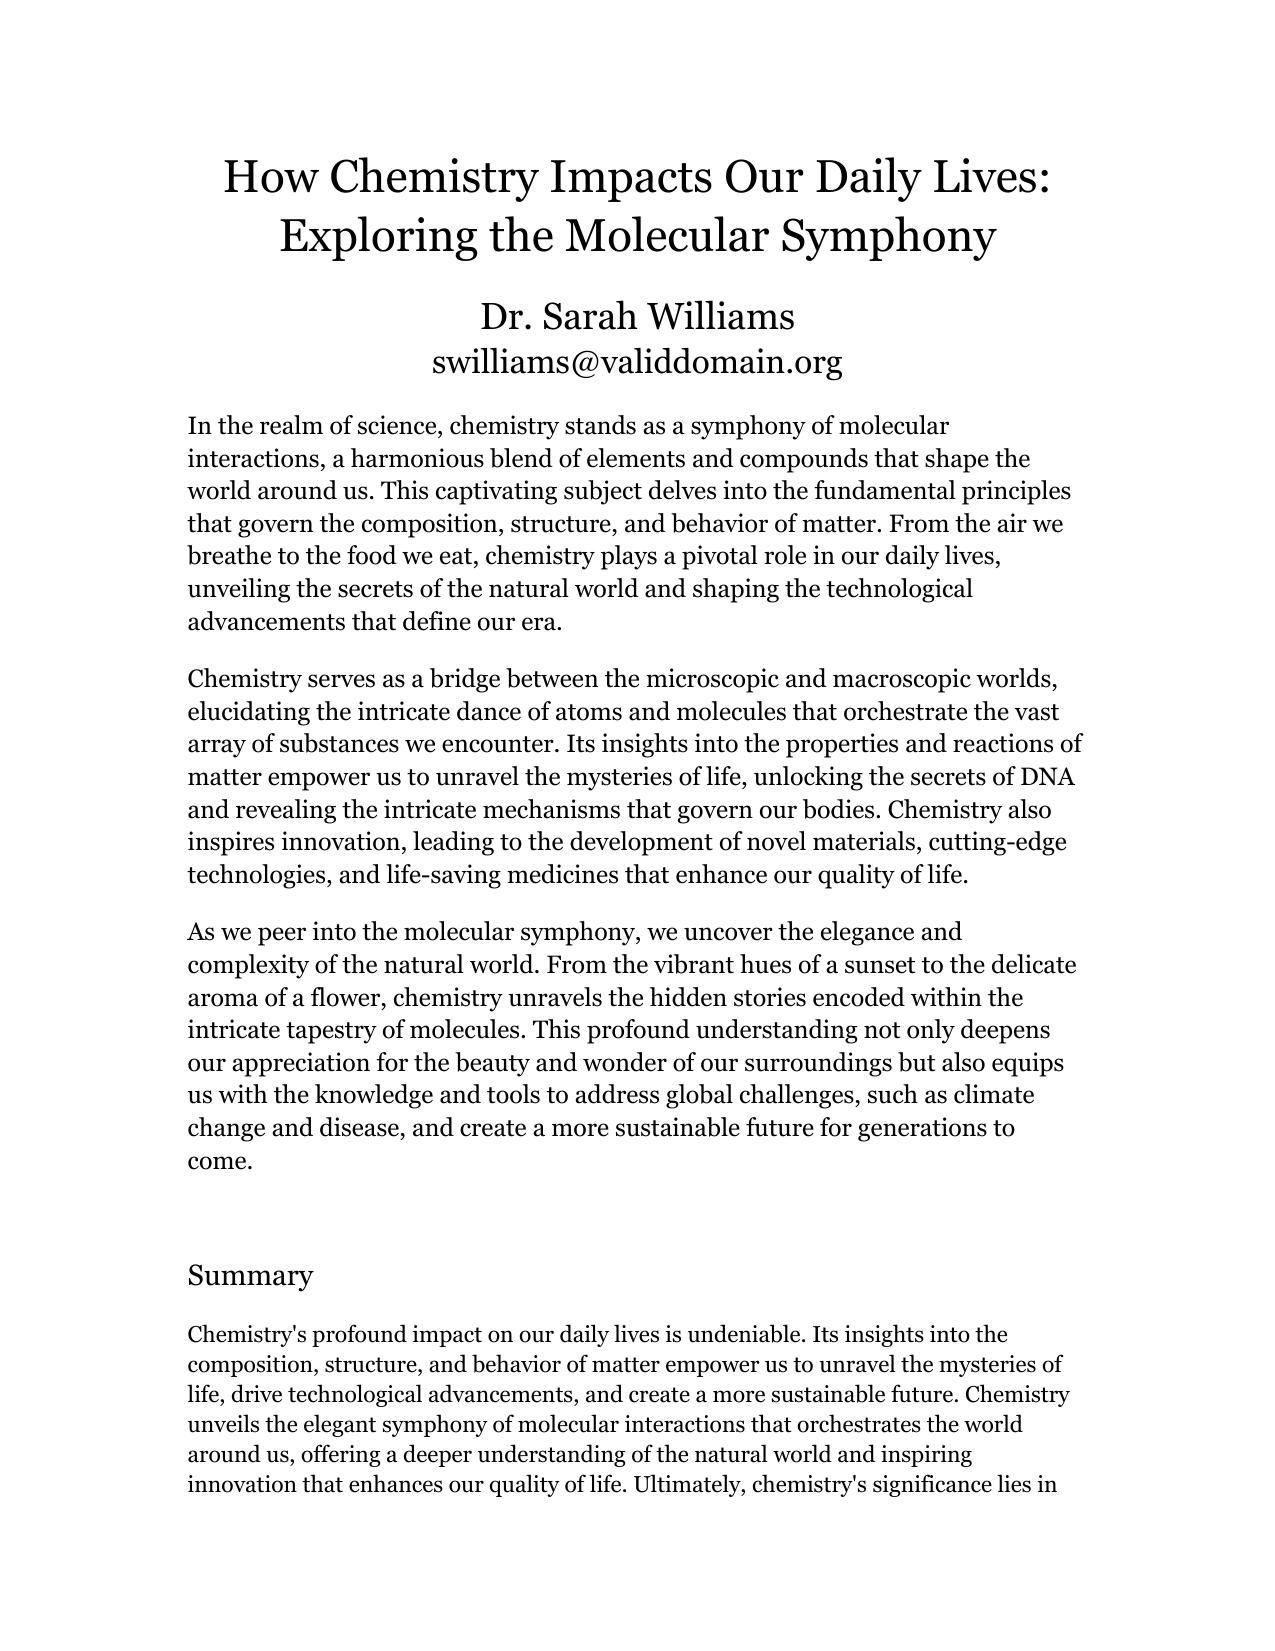 How Chemistry Impacts Our Daily Lives:
Exploring the Molecular Symphony
Dr. Sarah Williams
swilliams@validdomain.org
In the realm of science, chemistry stands as a symphony of molecular
interactions, a harmonious blend of elements and compounds that shape the
world around us. This captivating subject delves into the fundamental principles
that govern the composition, structure, and behavior of matter. From the air we
breathe to the food we eat, chemistry plays a pivotal role in our daily lives,
unveiling the secrets of the natural world and shaping the technological
advancements that define our era.
Chemistry serves as a bridge between the microscopic and macroscopic worlds,
elucidating the intricate dance of atoms and molecules that orchestrate the vast
array of substances we encounter. Its insights into the properties and reactions of
matter empower us to unravel the mysteries of life, unlocking the secrets of DNA
and revealing the intricate mechanisms that govern our bodies. Chemistry also
inspires innovation, leading to the development of novel materials, cutting-edge
technologies, and life-saving medicines that enhance our quality of life.
As we peer into the molecular symphony, we uncover the elegance and
complexity of the natural world. From the vibrant hues of a sunset to the delicate
aroma of a flower, chemistry unravels the hidden stories encoded within the
intricate tapestry of molecules. This profound understanding not only deepens
our appreciation for the beauty and wonder of our surroundings but also equips
us with the knowledge and tools to address global challenges, such as climate
change and disease, and create a more sustainable future for generations to
come.
Summary
Chemistry's profound impact on our daily lives is undeniable. Its insights into the
composition, structure, and behavior of matter empower us to unravel the mysteries of
life, drive technological advancements, and create a more sustainable future. Chemistry
unveils the elegant symphony of molecular interactions that orchestrates the world
around us, offering a deeper understanding of the natural world and inspiring
innovation that enhances our quality of life. Ultimately, chemistry's significance lies in